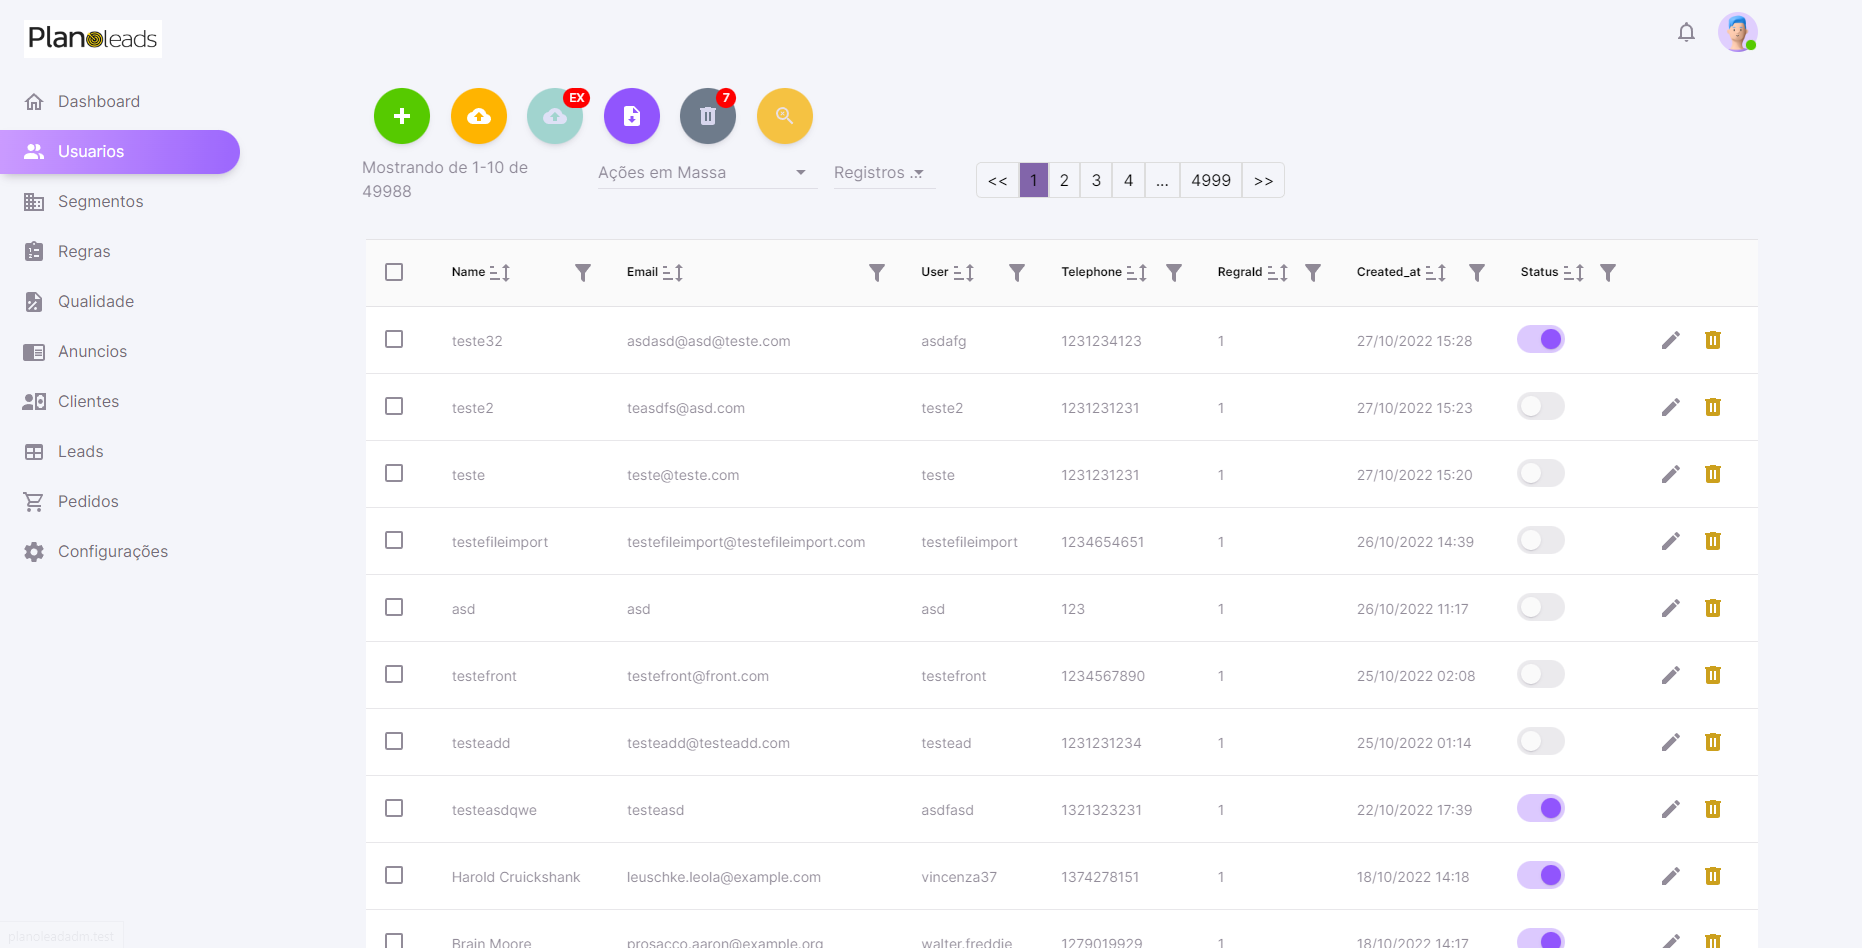 Planoleads
Dashboard
Usuarios
Segmentos
Regras
Qualidade
Anuncios
Clientes
Leads
Pedidos
Configurações
EX
7
Mostrando de 1-10 de
49988
Ações em Massa
Registros ...
<< 1 2 3 4 ... 4999 >>
Name Email User Telephone RegraId Created_at Status
teste32 asdasd@asd@teste.com asdafg 1231234123 1 27/10/2022 15:28
teste2 teasdfs@asd.com teste2 1231231231 1 27/10/2022 15:23
teste teste@teste.com teste 1231231231 1 27/10/2022 15:20
testefileimport testefileimport@testefileimport.com testefileimport 1234654651 1 26/10/2022 14:39
asd asd asd 123 1 26/10/2022 11:17
testefront testefront@front.com testefront 1234567890 1 25/10/2022 02:08
testeadd testeadd@testeadd.com testead 1231231234 1 25/10/2022 01:14
testeasdqwe testeasd asdfasd 1321323231 1 22/10/2022 17:39
Harold Cruickshank leuschke.leola@example.com vincenza37 1374278151 1 18/10/2022 14:18
Brain Moore prosacco.aaron@example.org walter.freddie 1279019929 1 18/10/2022 14:17
planoleadadm.test